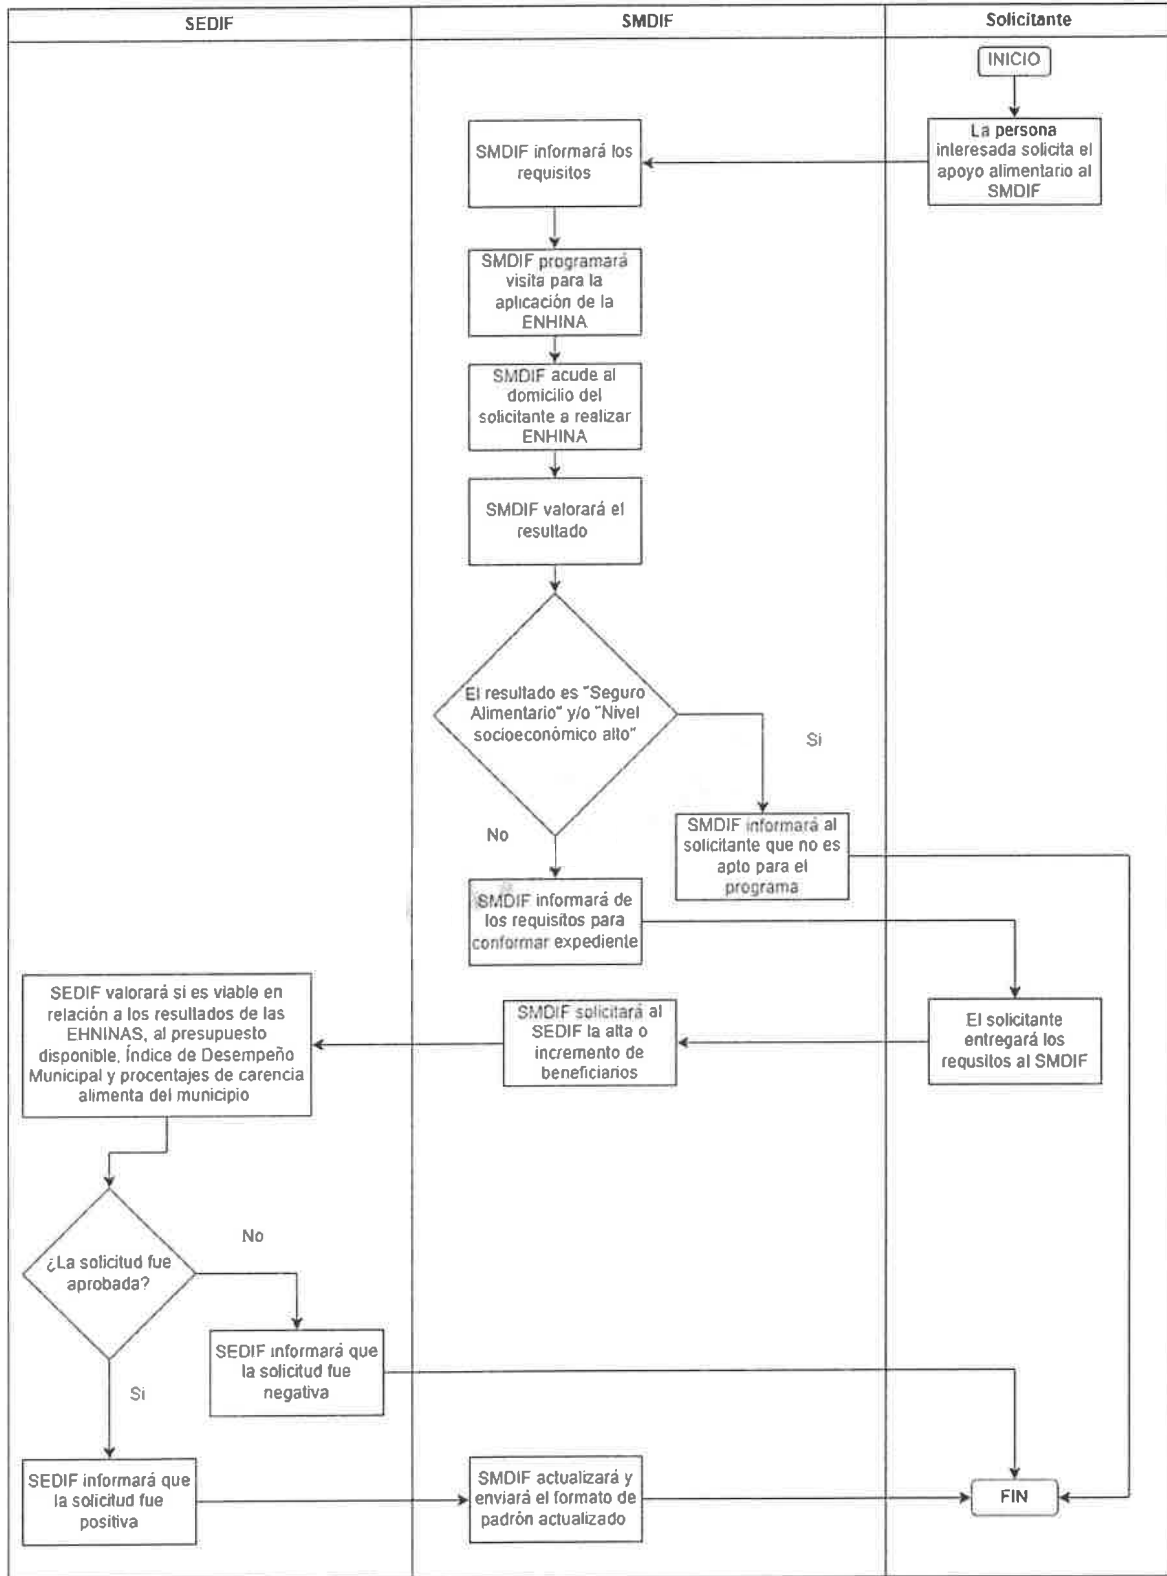 SEDIF
SMDIF
Solicitante
INICIO
La persona
interesada solicita el
apoyo alimentario al
SMDIF
SMDIF informará los
requisitos
SMDIF programará
visita para la
aplicación de la
ENHINA
SMDIF acude al
domicilio del
solicitante a realizar
ENHINA
SMDIF valorará el
resultado
El resultado es "Seguro
Alimentario" y/o "Nivel
socioeconómico alto"
Si
No
SMDIF informará al
solicitante que no es
apto para el
programa
SMDIF informará de
los requisitos para
conformar expediente
El solicitante
entregará los
requsitos al SMDIF
SMDIF solicitará al
SEDIF la alta o
incremento de
beneficiarios
SEDIF valorará si es viable en
relación a los resultados de las
EHNINAS, al presupuesto
disponible, Índice de Desempeño
Municipal y procentajes de carencia
alimenta del municipio
¿La solicitud fue
aprobada?
No
Si
SEDIF informará que
la solicitud fue
negativa
SEDIF informará que
la solicitud fue
positiva
SMDIF actualizará y
enviará el formato de
padrón actualizado
FIN